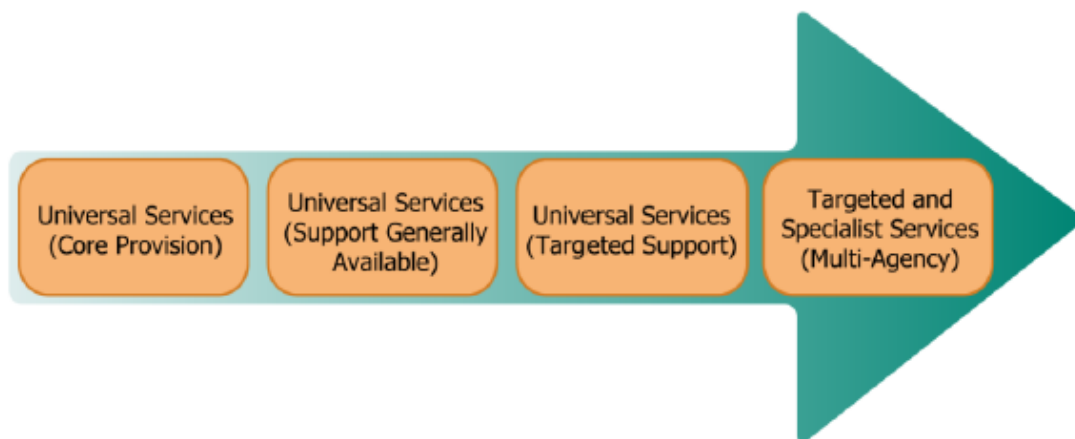 Universal Services
(Core Provision)
Universal Services
(Support Generally
Available)
Universal Services
(Targeted Support)
Targeted and
Specialist Services
(Multi-Agency)